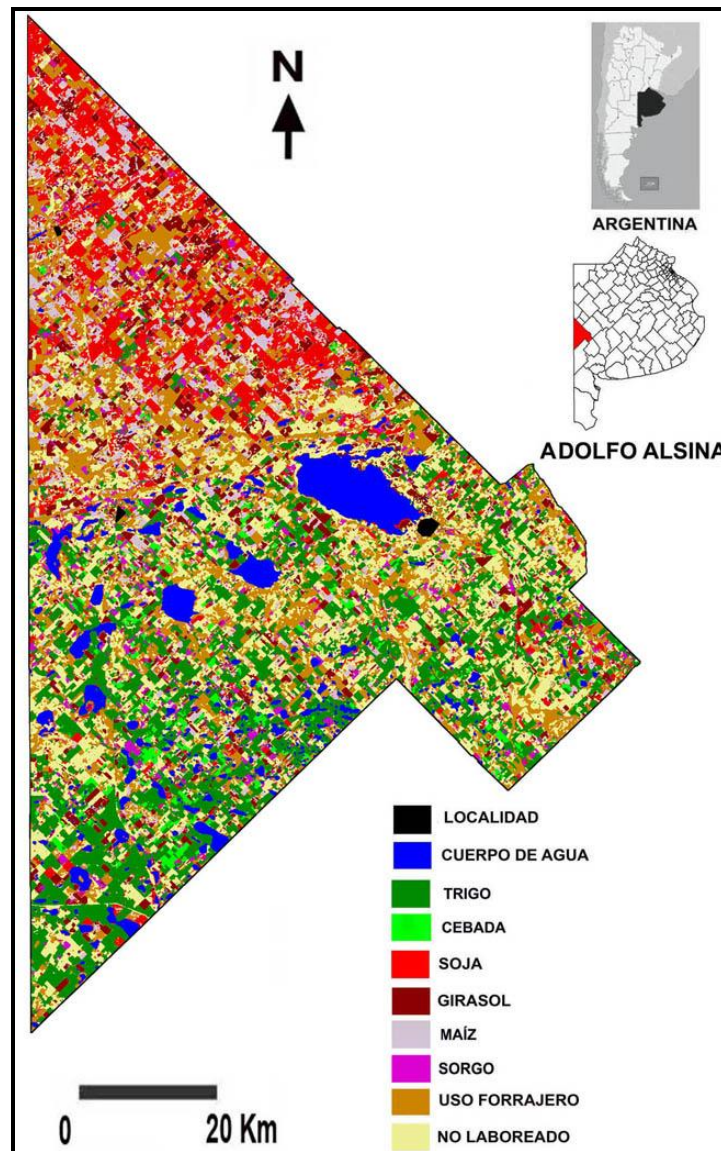 N
ARGENTINA
ADOLFO ALSINA
LOCALIDAD
CUERPO DE AGUA
TRIGO
CEBADA
SOJA
GIRASOL
MAÍZ
SORGO
USO FORRAJERO
NO LABOREADO
0 20 Km